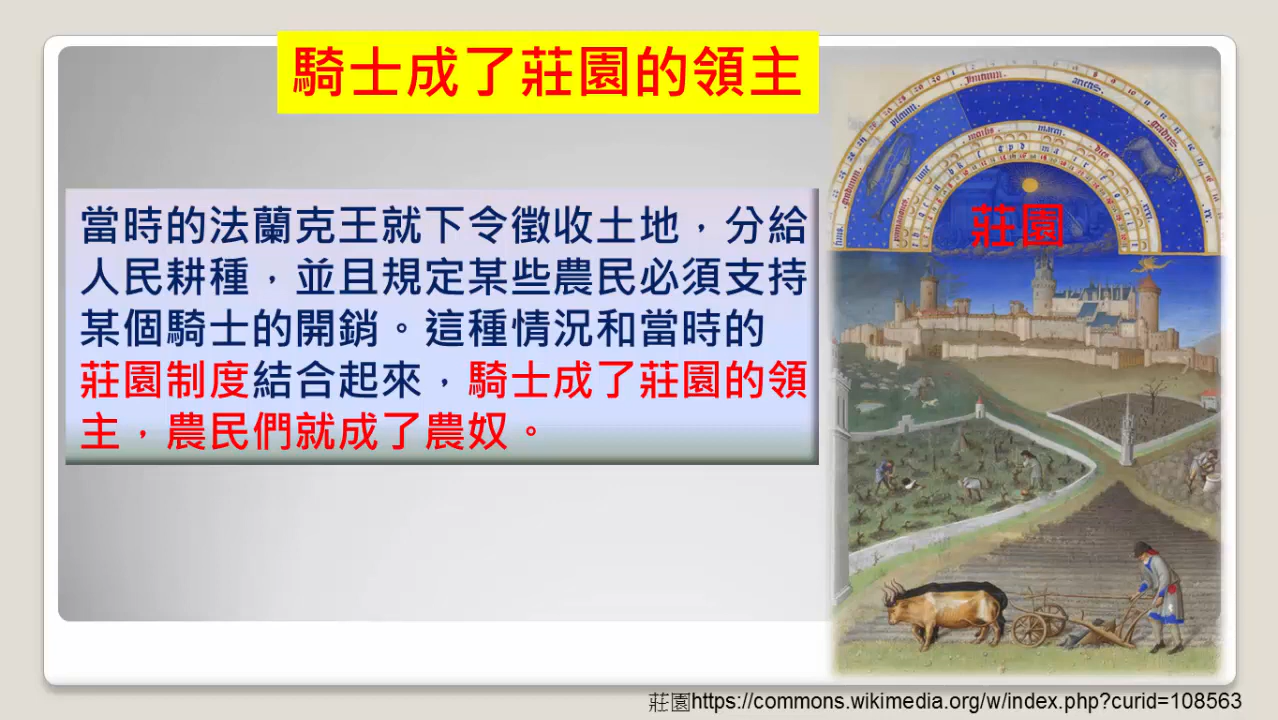 騎士成了莊園的領主
當時的法蘭克王就下令徵收土地，分給
人民耕種，並且規定某些農民必須支持
某個騎士的開銷。這種情況和當時的
莊園制度結合起來，騎士成了莊園的領
主，農民們就成了農奴。
莊園
莊園https://commons.wikimedia.org/w/index.php?curid=108563